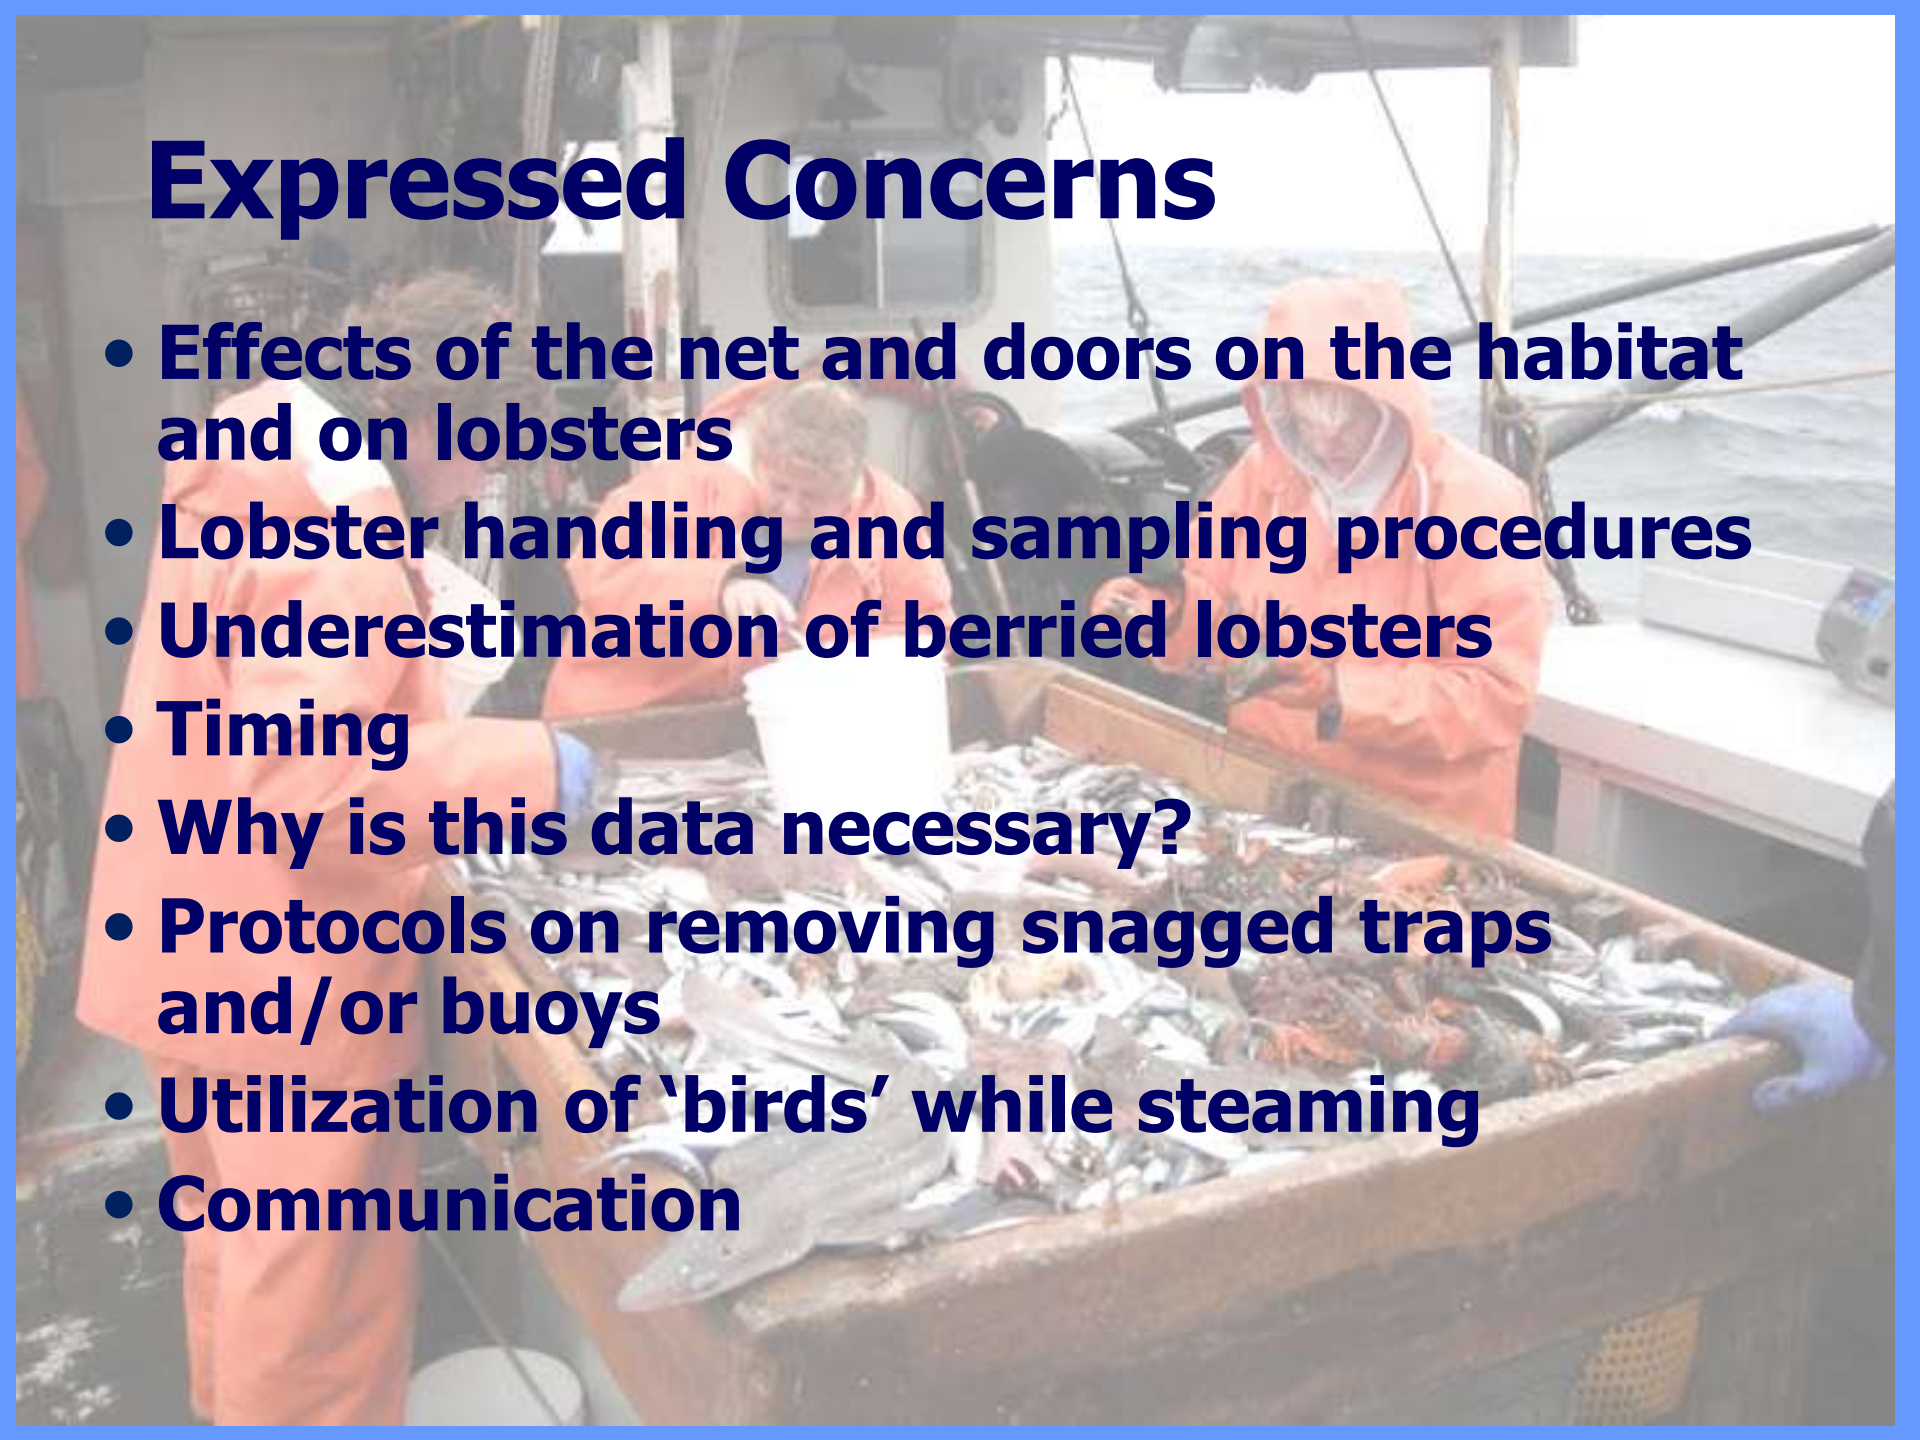 Expressed Concerns
• Effects of the net and doors on the habitat
and on lobsters
• Lobster handling and sampling procedures
• Underestimation of berried lobsters
• Timing
• Why is this data necessary?
• Protocols on removing snagged traps
and/or buoys
• Utilization of ‘birds’ while steaming
• Communication